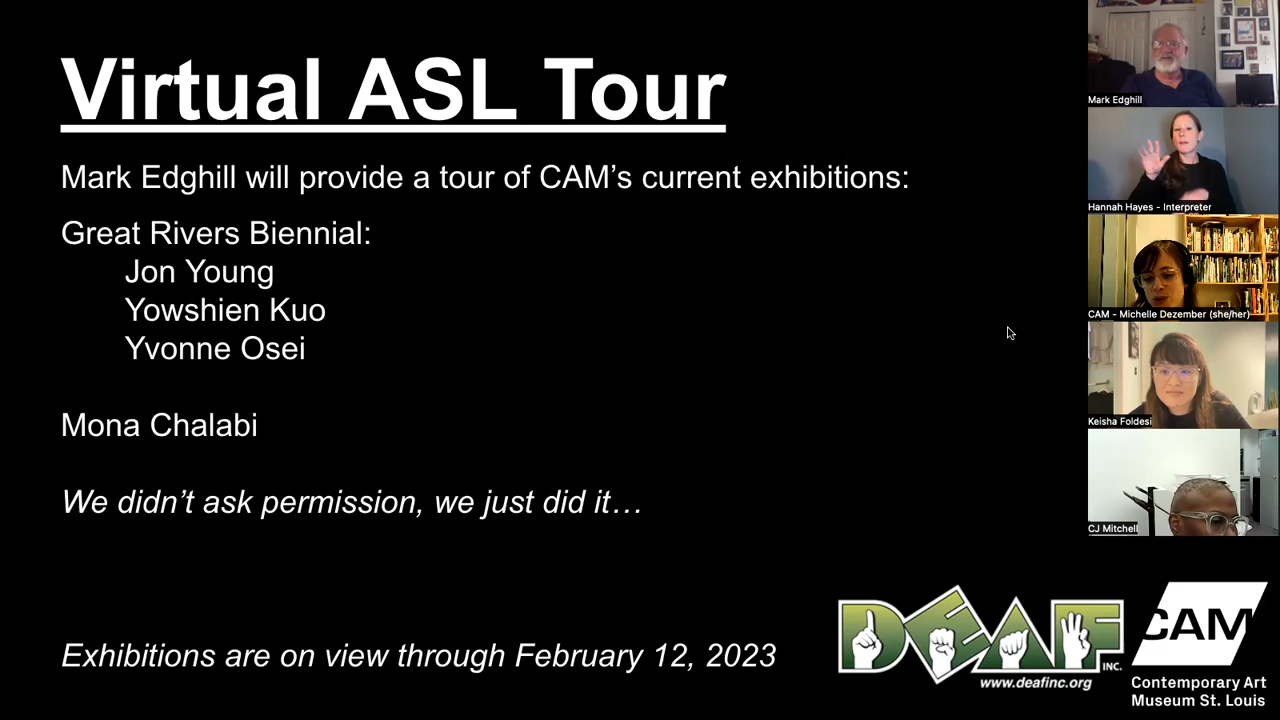 Virtual ASL Tour
Mark Edghill will provide a tour of CAM’s current exhibitions:
Great Rivers Biennial:
Jon Young
Yowshien Kuo
Yvonne Osei
Mona Chalabi
We didn’t ask permission, we just did it…
Exhibitions are on view through February 12, 2023
Mark Edghill
Hannah Hayes - Interpreter
CAM - Michelle Dezember (she/her)
Keisha Foldesi
CJ Mitchell
DEAF INC.
www.deafinc.org
CAM
Contemporary Art
Museum St. Louis